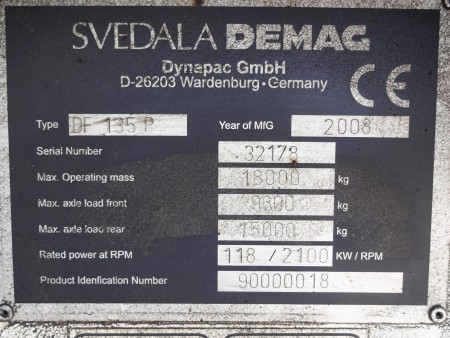 SVEDALA DEMAG
Dynapac GmbH
D-26203 Wardenburg·Germany
CE
Type DF 135 P Year of MFG 2008
Serial Number 32178
Max. Operating mass 18000 kg
Max. axle load front 9800 kg
Max. axle load rear 15000 kg
Rated power at RPM 118 / 2100 KW / RPM
Product Idenfication Number 90000018